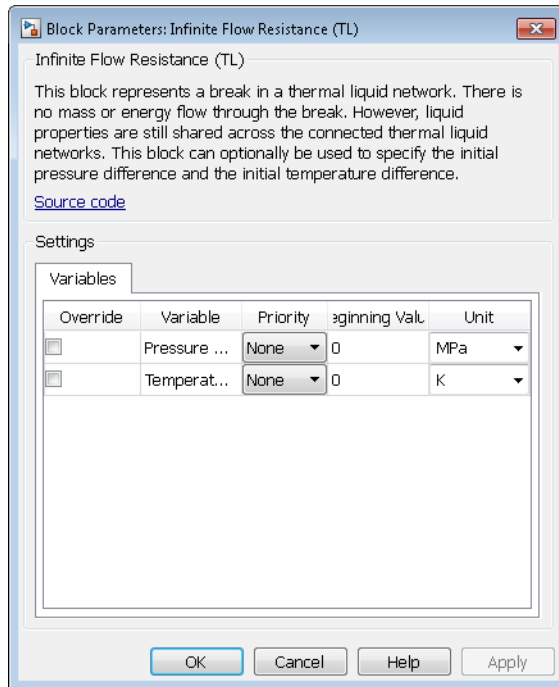 Block Parameters: Infinite Flow Resistance (TL)
Infinite Flow Resistance (TL)
This block represents a break in a thermal liquid network. There is
no mass or energy flow through the break. However, liquid
properties are still shared across the connected thermal liquid
networks. This block can optionally be used to specify the initial
pressure difference and the initial temperature difference.
Source code
Settings
Variables
Override Variable Priority eginning Valu Unit
Pressure ... None 0 MPa
Temperat... None 0 K
OK Cancel Help Apply